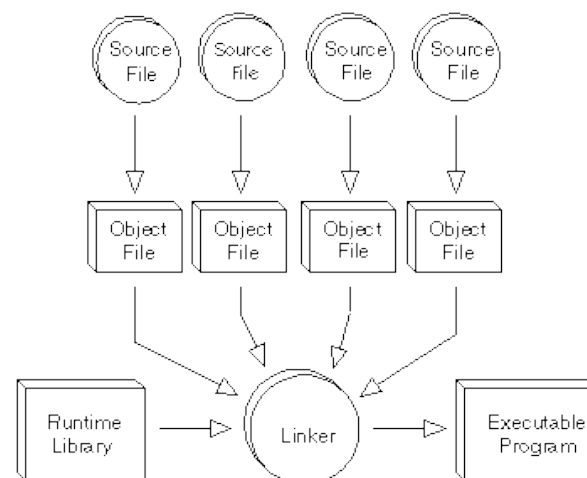 Source
File
Source
File
Source
File
Source
File
Object
File
Object
File
Object
File
Object
File
Runtime
Library
Linker
Executable
Program